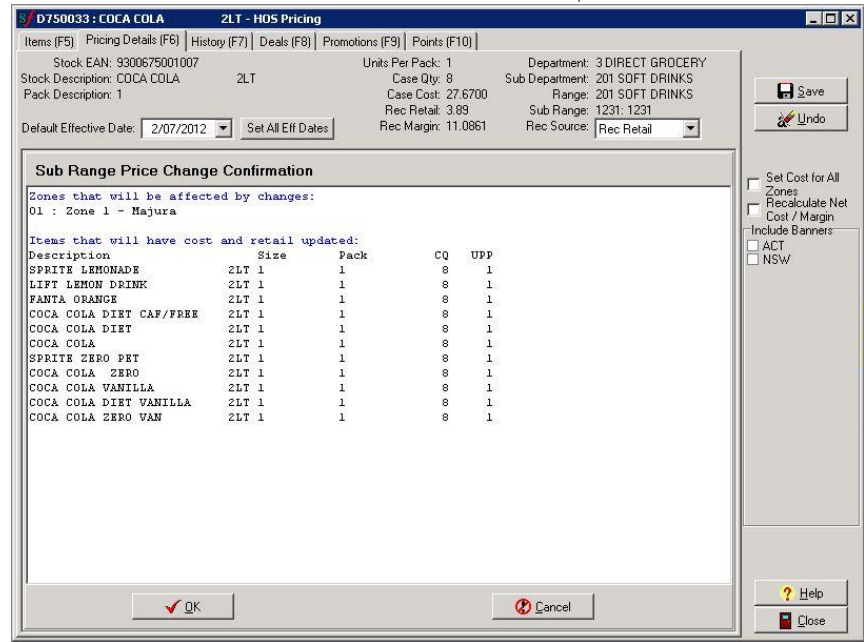 D750033 : COCA COLA 2LT - HOS Pricing
Items (F5) Pricing Details (F6) History (F7) Deals (F8) Promotions (F9) Points (F10)
Stock EAN: 9300675001007 Units Per Pack: 1 Department: 3 DIRECT GROCERY
Stock Description: COCA COLA 2LT Case Qty: 8 Sub Department: 201 SOFT DRINKS
Pack Description: 1 Case Cost: 27.6700 Range: 201 SOFT DRINKS
Rec Retail: 3.89 Sub Range: 1231: 1231
Default Effective Date: 2/07/2012 Set All Eff Dates Rec Margin: 11.0861 Rec Source: Rec Retail
Save
Undo
Sub Range Price Change Confirmation
Zones that will be affected by changes:
01 : Zone 1 - Majura
Items that will have cost and retail updated:
Description Size Pack CQ UPP
SPRITE LEMONADE 2LT 1 1 8 1
LIFT LEMON DRINK 2LT 1 1 8 1
FANTA ORANGE 2LT 1 1 8 1
COCA COLA DIET CAF/FREE 2LT 1 1 8 1
COCA COLA DIET 2LT 1 1 8 1
COCA COLA 2LT 1 1 8 1
SPRITE ZERO PET 2LT 1 1 8 1
COCA COLA ZERO 2LT 1 1 8 1
COCA COLA VANILLA 2LT 1 1 8 1
COCA COLA DIET VANILLA 2LT 1 1 8 1
COCA COLA ZERO VAN 2LT 1 1 8 1
Set Cost for All
Zones
Recalculate Net
Cost / Margin
Include Banners
ACT
NSW
OK Cancel
Help
Close